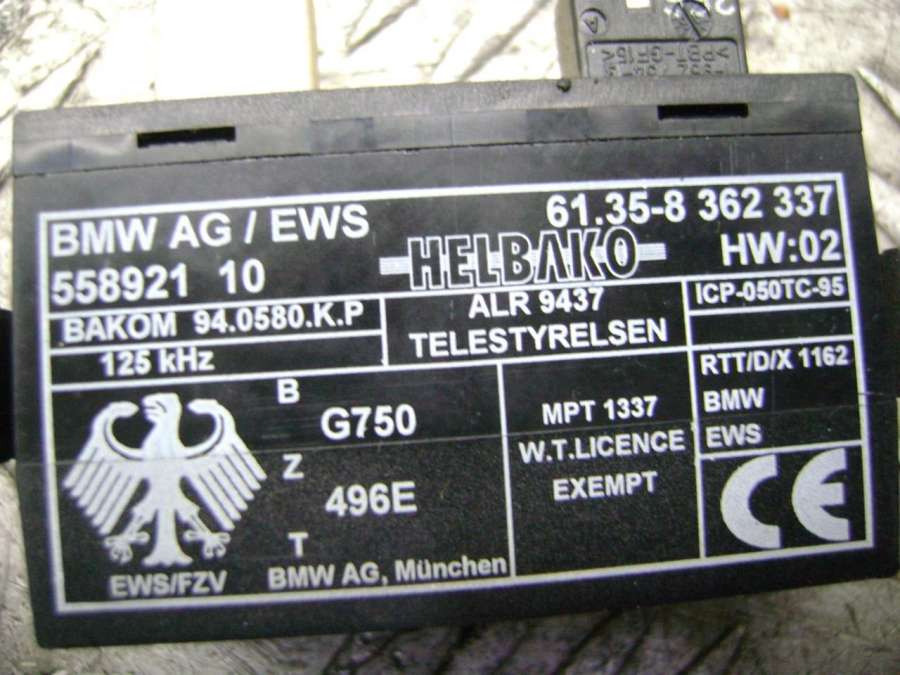 BMW AG / EWS
61.35-8 362 337
558921 10
HELBAKO
HW:02
BAKOM 94.0580.K.P
125 kHz
ALR 9437
TELESTYRELSEN
ICP-050TC-95
RTT/D/X 1162
BMW
EWS
B
Z
T
G750
496E
MPT 1337
W.T.LICENCE
EXEMPT
CE
EWS/FZV
BMW AG, München